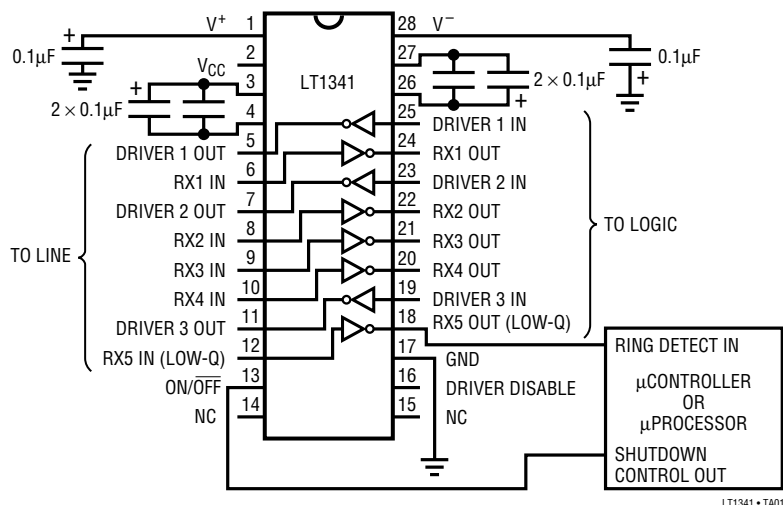 V+
1
28
V–
0.1µF
+
2
27
VCC
3
LT1341
26
+
0.1µF
2 × 0.1µF
+
4
25
DRIVER 1 IN
+
2 × 0.1µF
DRIVER 1 OUT
5
24
RX1 OUT
RX1 IN
6
23
DRIVER 2 IN
DRIVER 2 OUT
7
22
RX2 OUT
TO LINE
RX2 IN
8
21
RX3 OUT
TO LOGIC
RX3 IN
9
20
RX4 OUT
RX4 IN
10
19
DRIVER 3 IN
DRIVER 3 OUT
11
18
RX5 OUT (LOW-Q)
RX5 IN (LOW-Q)
12
17
GND
ON/OFF
13
16
DRIVER DISABLE
NC
14
15
NC
RING DETECT IN
µCONTROLLER
OR
µPROCESSOR
SHUTDOWN
CONTROL OUT
LT1341 • TA01